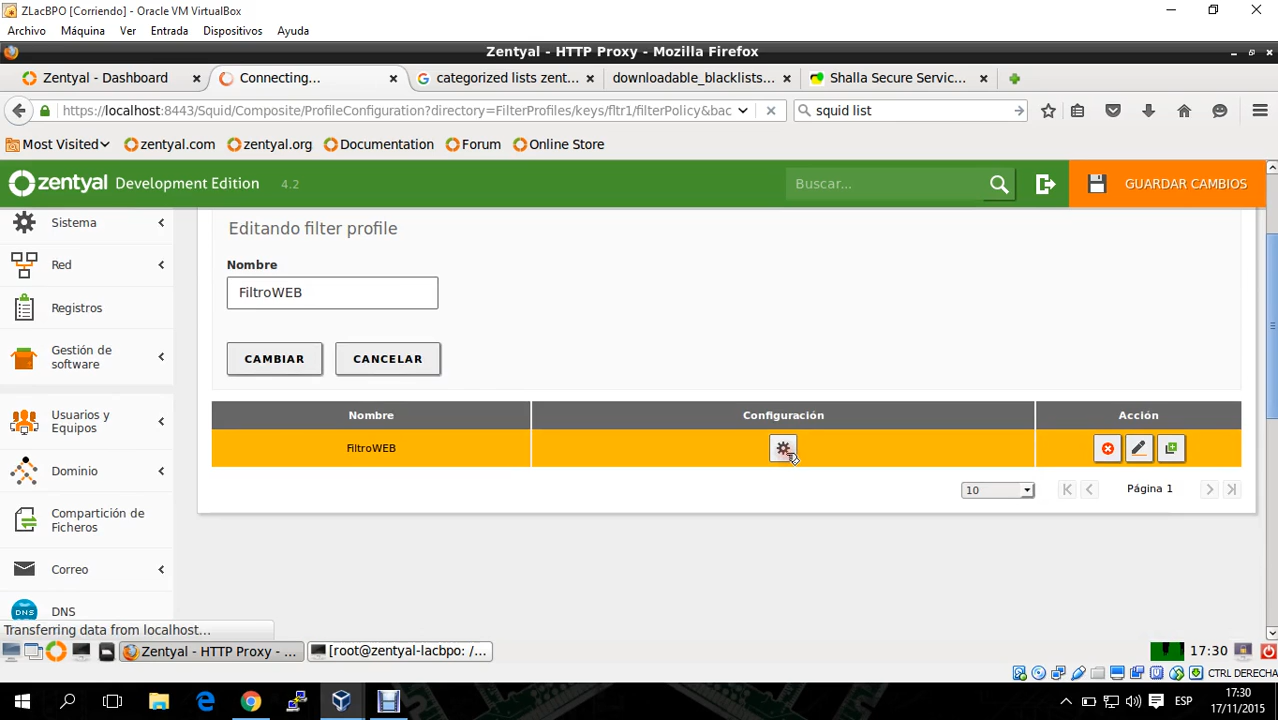 ZLacBPO [Corriendo] - Oracle VM VirtualBox
Archivo Máquina Ver Entrada Dispositivos Ayuda
Zentyal - HTTP Proxy - Mozilla Firefox
Zentyal - Dashboard
Connecting...
categorized lists zent...
downloadable_blacklists...
Shalla Secure Servic...
https://localhost:8443/Squid/Composite/ProfileConfiguration?directory=FilterProfiles/keys/fltr1/filterPolicy&bac
squid list
Most Visited
zentyal.com
zentyal.org
Documentation
Forum
Online Store
zentyal Development Edition 4.2
Buscar...
GUARDAR CAMBIOS
Sistema
Red
Registros
Gestión de
software
Usuarios y
Equipos
Dominio
Compartición de
Ficheros
Correo
DNS
DNS
Editando filter profile
Nombre
FiltroWEB
CAMBIAR
CANCELAR
Nombre Configuración Acción
FiltroWEB
10
Página 1
Transferring data from localhost...
Zentyal - HTTP Proxy - ...
[root@zentyal-lacbpo: /...
17:30
CTRL DERECHA
ESP
17:30
17/11/2015